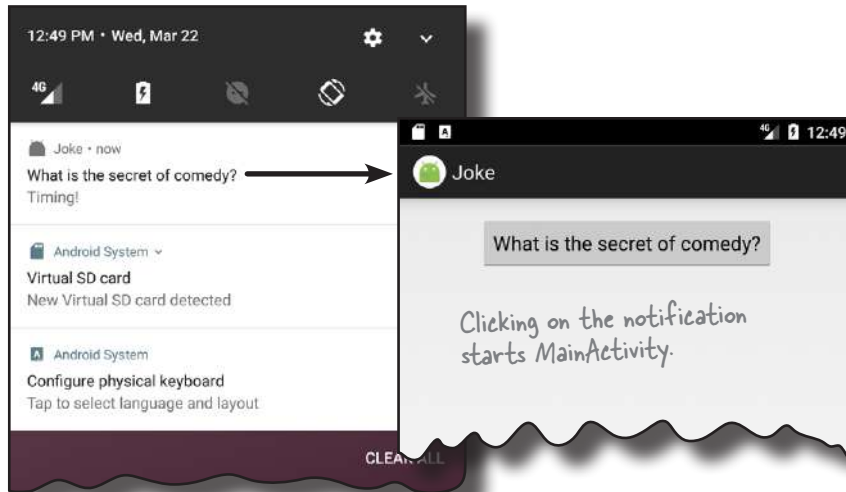 12:49 PM • Wed, Mar 22
4G
Joke • now
What is the secret of comedy?
Timing!
Android System
Virtual SD card
New Virtual SD card detected
A Android System
Configure physical keyboard
Tap to select language and layout
CLEAR ALL
A 4G 12:49
Joke
What is the secret of comedy?
Clicking on the notification
starts MainActivity.